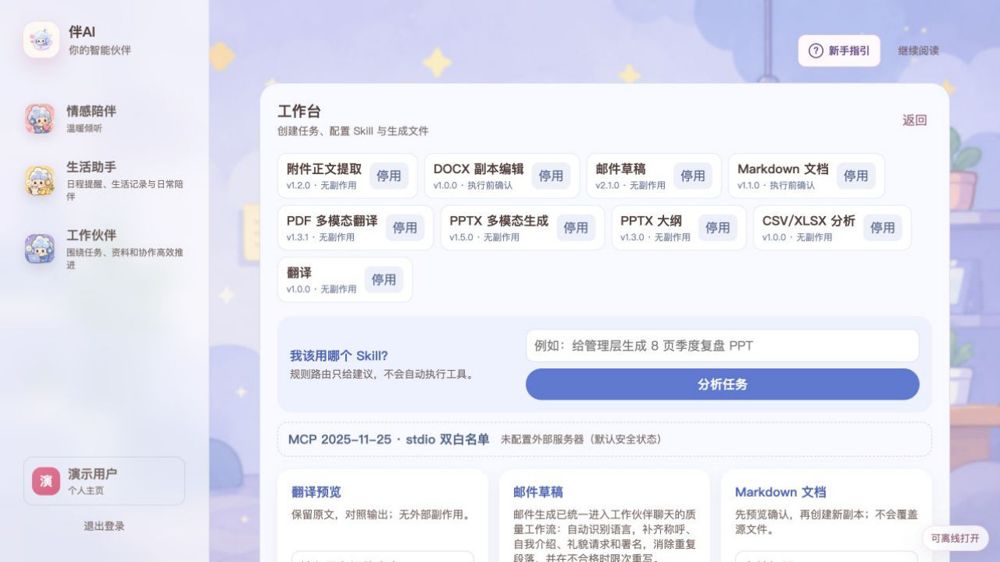 伴AI
你的智能伙伴
情感陪伴
温暖倾听
生活助手
日程提醒、生活记录与日常陪
伴
工作伙伴
围绕任务、资料和协作高效推
进
演
演示用户
个人主页
退出登录
? 新手指引
继续阅读
工作台
创建任务、配置 Skill 与生成文件
返回
附件正文提取
v1.2.0 · 无副作用
停用
DOCX 副本编辑
v1.0.0 · 执行前确认
停用
邮件草稿
v2.1.0 · 无副作用
停用
Markdown 文档
v1.1.0 · 执行前确认
停用
PDF 多模态翻译
v1.3.1 · 无副作用
停用
PPTX 多模态生成
v1.5.0 · 无副作用
停用
PPTX 大纲
v1.3.0 · 无副作用
停用
CSV/XLSX 分析
v1.0.0 · 无副作用
停用
翻译
v1.0.0 · 无副作用
停用
我该用哪个 Skill?
规则路由只给建议，不会自动执行工具。
例如：给管理层生成 8 页季度复盘 PPT
分析任务
MCP 2025-11-25 · stdio 双白名单 未配置外部服务器（默认安全状态）
翻译预览
保留原文，对照输出；无外部副作用。
邮件草稿
邮件生成已统一进入工作伙伴聊天的质
量工作流：自动识别语言，补齐称呼、
自我介绍、礼貌请求和署名，消除重复
段落，并在不合格时限次重写。
Markdown 文档
先预览确认，再创建新副本；不会覆盖
源文件。
可离线打开